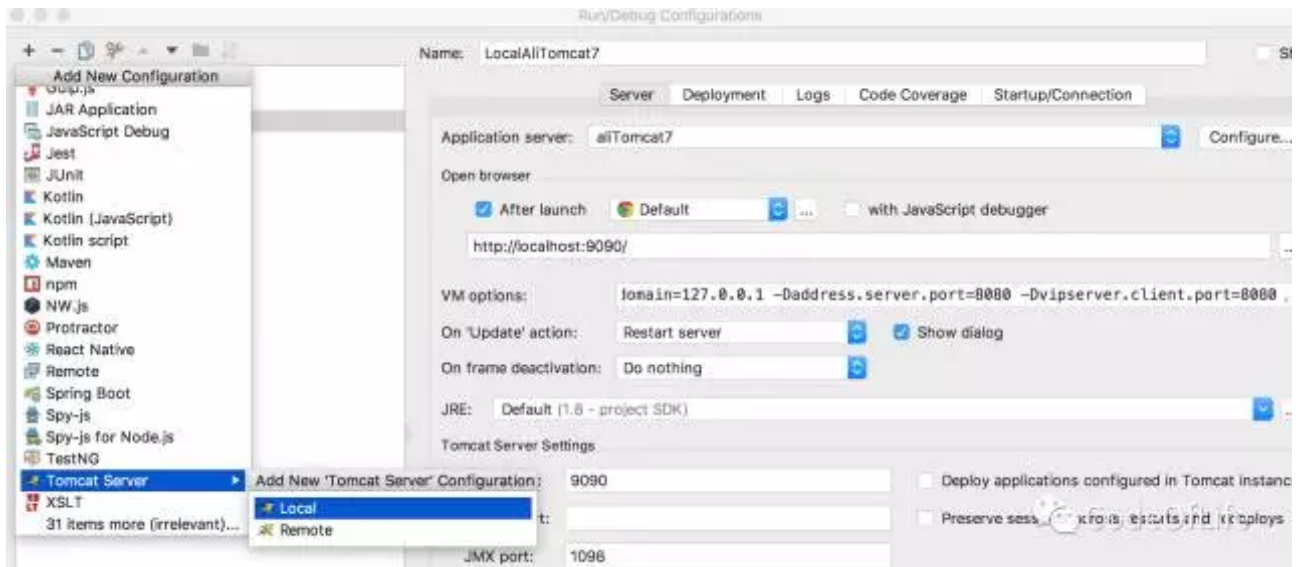 Run/Debug Configurations
Name: LocalAliTomcat7
Add New Configuration
Gulp.js
JAR Application
JavaScript Debug
Jest
JUnit
Kotlin
Kotlin (JavaScript)
Kotlin script
Maven
npm
NW.js
Protractor
React Native
Remote
Spring Boot
Spy-js
Spy-js for Node.js
TestNG
Tomcat Server
XSLT
31 items more (irrelevant)...
Add New 'Tomcat Server' Configuration:
Local
Remote
Server Deployment Logs Code Coverage Startup/Connection
Application server: aliTomcat7 Configure...
Open browser
After launch Default ... with JavaScript debugger
http://localhost:9090/
VM options: domain=127.0.0.1 -Daddress.server.port=8080 -Dvipserver.client.port=8080
On 'Update' action: Restart server Show dialog
On frame deactivation: Do nothing
JRE: Default (1.8 - project SDK)
Tomcat Server Settings
9090 Deploy applications configured in Tomcat instanc
Preserve sess
JMX port: 1098